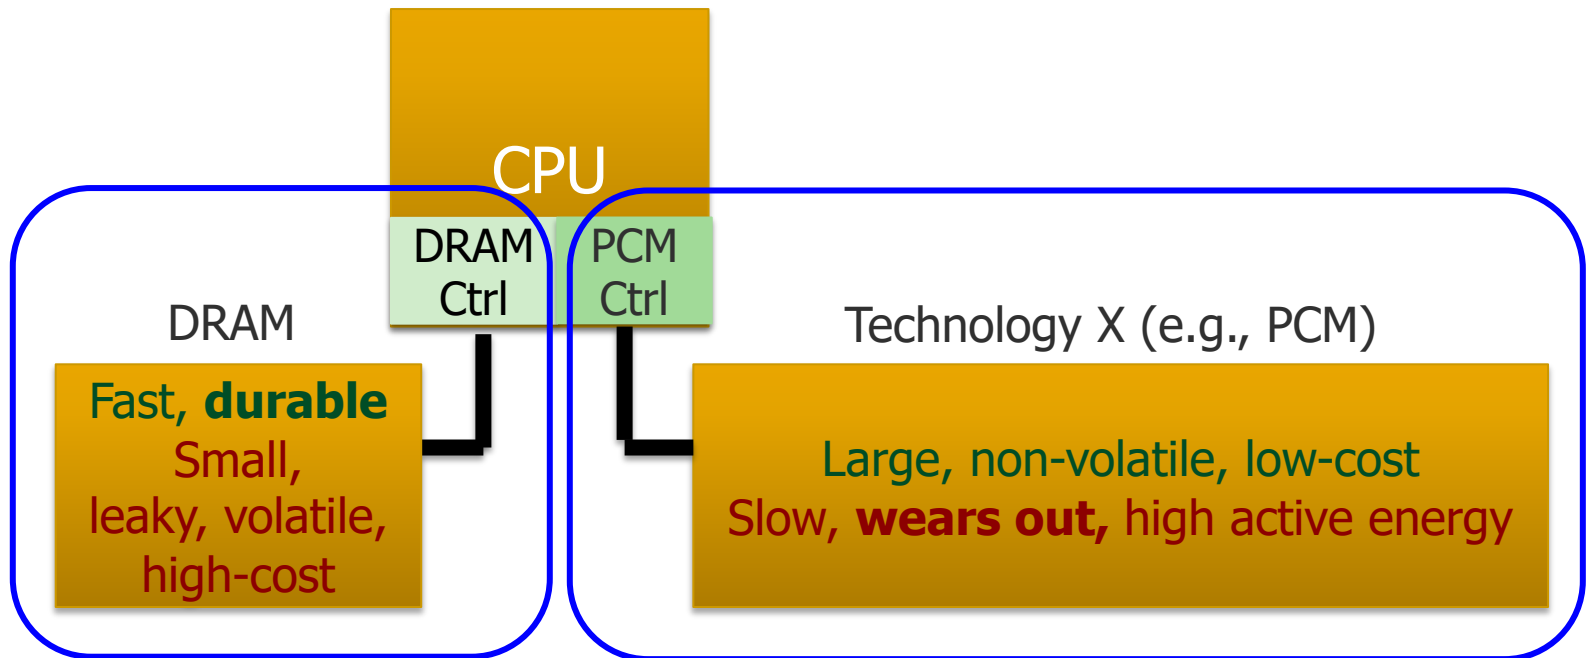 CPU
DRAM
Ctrl
PCM
Ctrl
DRAM
Fast, durable
Small,
leaky, volatile,
high-cost
Technology X (e.g., PCM)
Large, non-volatile, low-cost
Slow, wears out, high active energy